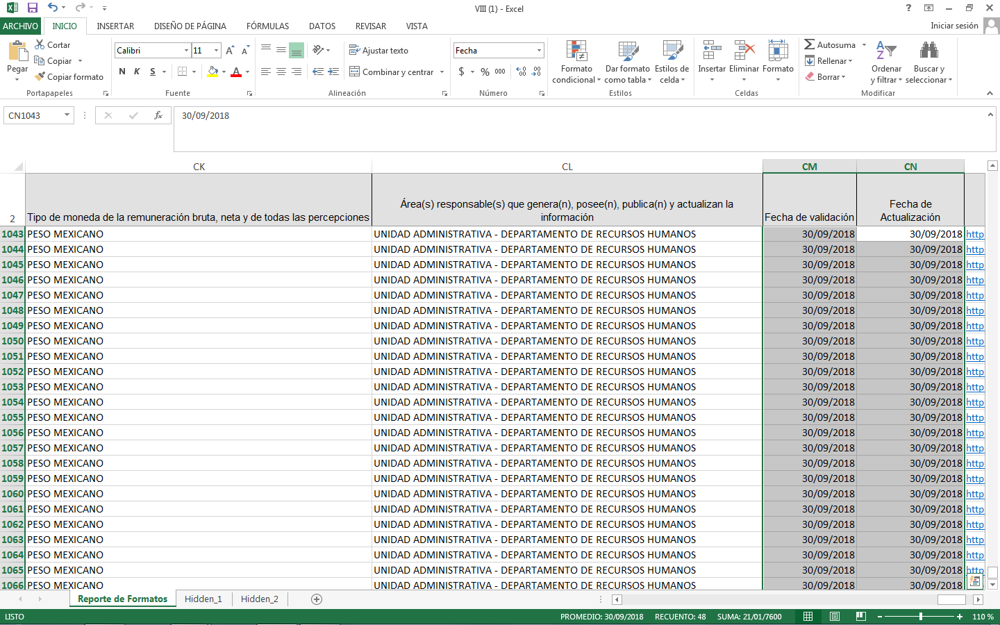 VIII (1) - Excel
ARCHIVO INICIO INSERTAR DISEÑO DE PÁGINA FÓRMULAS DATOS REVISAR VISTA Iniciar sesión
Pegar
Cortar
Copiar
Copiar formato
Portapapeles
Calibri 11
N K S
Fuente
Ajustar texto
Combinar y centrar
Alineación
Fecha
$ % 000
Número
Formato condicional
Dar formato como tabla
Estilos de celda
Estilos
Insertar Eliminar Formato
Celdas
Autosuma
Rellenar
Borrar
Ordenar y filtrar
Buscar y seleccionar
Modificar
CN1043 fx 30/09/2018
CK CL CM CN
2 Tipo de moneda de la remuneración bruta, neta y de todas las percepciones Área(s) responsable(s) que genera(n), posee(n), publica(n) y actualizan la información Fecha de validación Fecha de Actualización
1043 PESO MEXICANO UNIDAD ADMINISTRATIVA - DEPARTAMENTO DE RECURSOS HUMANOS 30/09/2018 30/09/2018 http
1044 PESO MEXICANO UNIDAD ADMINISTRATIVA - DEPARTAMENTO DE RECURSOS HUMANOS 30/09/2018 30/09/2018 http
1045 PESO MEXICANO UNIDAD ADMINISTRATIVA - DEPARTAMENTO DE RECURSOS HUMANOS 30/09/2018 30/09/2018 http
1046 PESO MEXICANO UNIDAD ADMINISTRATIVA - DEPARTAMENTO DE RECURSOS HUMANOS 30/09/2018 30/09/2018 http
1047 PESO MEXICANO UNIDAD ADMINISTRATIVA - DEPARTAMENTO DE RECURSOS HUMANOS 30/09/2018 30/09/2018 http
1048 PESO MEXICANO UNIDAD ADMINISTRATIVA - DEPARTAMENTO DE RECURSOS HUMANOS 30/09/2018 30/09/2018 http
1049 PESO MEXICANO UNIDAD ADMINISTRATIVA - DEPARTAMENTO DE RECURSOS HUMANOS 30/09/2018 30/09/2018 http
1050 PESO MEXICANO UNIDAD ADMINISTRATIVA - DEPARTAMENTO DE RECURSOS HUMANOS 30/09/2018 30/09/2018 http
1051 PESO MEXICANO UNIDAD ADMINISTRATIVA - DEPARTAMENTO DE RECURSOS HUMANOS 30/09/2018 30/09/2018 http
1052 PESO MEXICANO UNIDAD ADMINISTRATIVA - DEPARTAMENTO DE RECURSOS HUMANOS 30/09/2018 30/09/2018 http
1053 PESO MEXICANO UNIDAD ADMINISTRATIVA - DEPARTAMENTO DE RECURSOS HUMANOS 30/09/2018 30/09/2018 http
1054 PESO MEXICANO UNIDAD ADMINISTRATIVA - DEPARTAMENTO DE RECURSOS HUMANOS 30/09/2018 30/09/2018 http
1055 PESO MEXICANO UNIDAD ADMINISTRATIVA - DEPARTAMENTO DE RECURSOS HUMANOS 30/09/2018 30/09/2018 http
1056 PESO MEXICANO UNIDAD ADMINISTRATIVA - DEPARTAMENTO DE RECURSOS HUMANOS 30/09/2018 30/09/2018 http
1057 PESO MEXICANO UNIDAD ADMINISTRATIVA - DEPARTAMENTO DE RECURSOS HUMANOS 30/09/2018 30/09/2018 http
1058 PESO MEXICANO UNIDAD ADMINISTRATIVA - DEPARTAMENTO DE RECURSOS HUMANOS 30/09/2018 30/09/2018 http
1059 PESO MEXICANO UNIDAD ADMINISTRATIVA - DEPARTAMENTO DE RECURSOS HUMANOS 30/09/2018 30/09/2018 http
1060 PESO MEXICANO UNIDAD ADMINISTRATIVA - DEPARTAMENTO DE RECURSOS HUMANOS 30/09/2018 30/09/2018 http
1061 PESO MEXICANO UNIDAD ADMINISTRATIVA - DEPARTAMENTO DE RECURSOS HUMANOS 30/09/2018 30/09/2018 http
1062 PESO MEXICANO UNIDAD ADMINISTRATIVA - DEPARTAMENTO DE RECURSOS HUMANOS 30/09/2018 30/09/2018 http
1063 PESO MEXICANO UNIDAD ADMINISTRATIVA - DEPARTAMENTO DE RECURSOS HUMANOS 30/09/2018 30/09/2018 http
1064 PESO MEXICANO UNIDAD ADMINISTRATIVA - DEPARTAMENTO DE RECURSOS HUMANOS 30/09/2018 30/09/2018 http
1065 PESO MEXICANO UNIDAD ADMINISTRATIVA - DEPARTAMENTO DE RECURSOS HUMANOS 30/09/2018 30/09/2018 http
1066 PESO MEXICANO UNIDAD ADMINISTRATIVA - DEPARTAMENTO DE RECURSOS HUMANOS 30/09/2018 30/09/2018
Reporte de Formatos Hidden_1 Hidden_2
LISTO PROMEDIO: 30/09/2018 RECUENTO: 48 SUMA: 21/01/7600 110 %